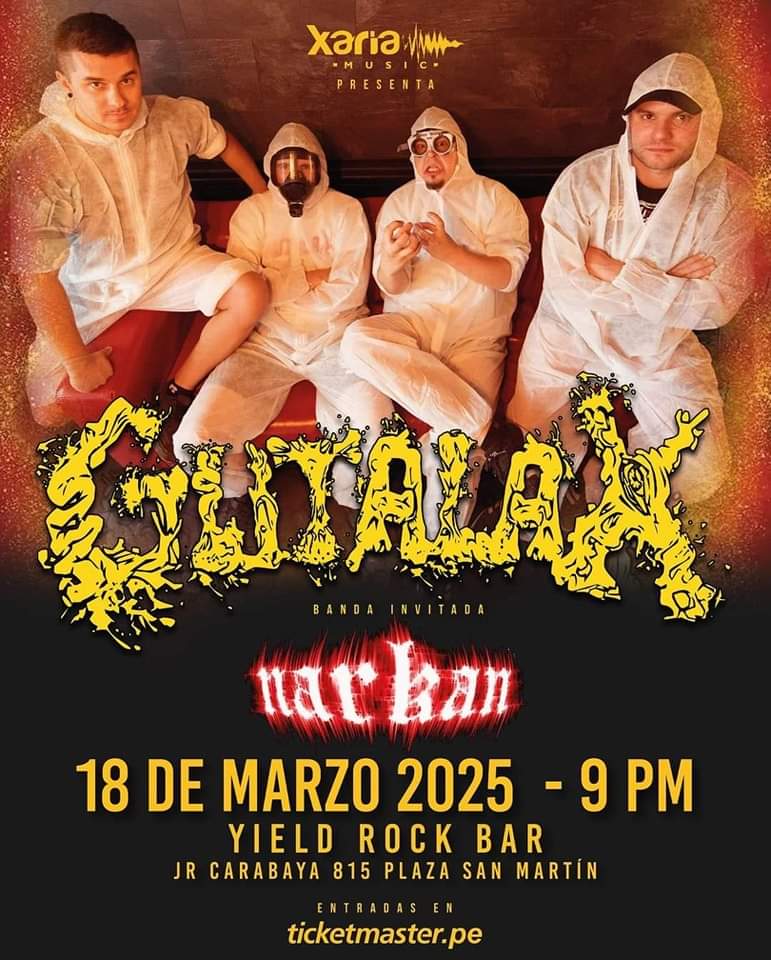 Xaria
MUSIC
PRESENTA
GUTALAX
BANDA INVITADA
narkan
18 DE MARZO 2025 - 9 PM
YIELD ROCK BAR
JR CARABAYA 815 PLAZA SAN MARTÍN
ENTRADAS EN
ticketmaster.pe